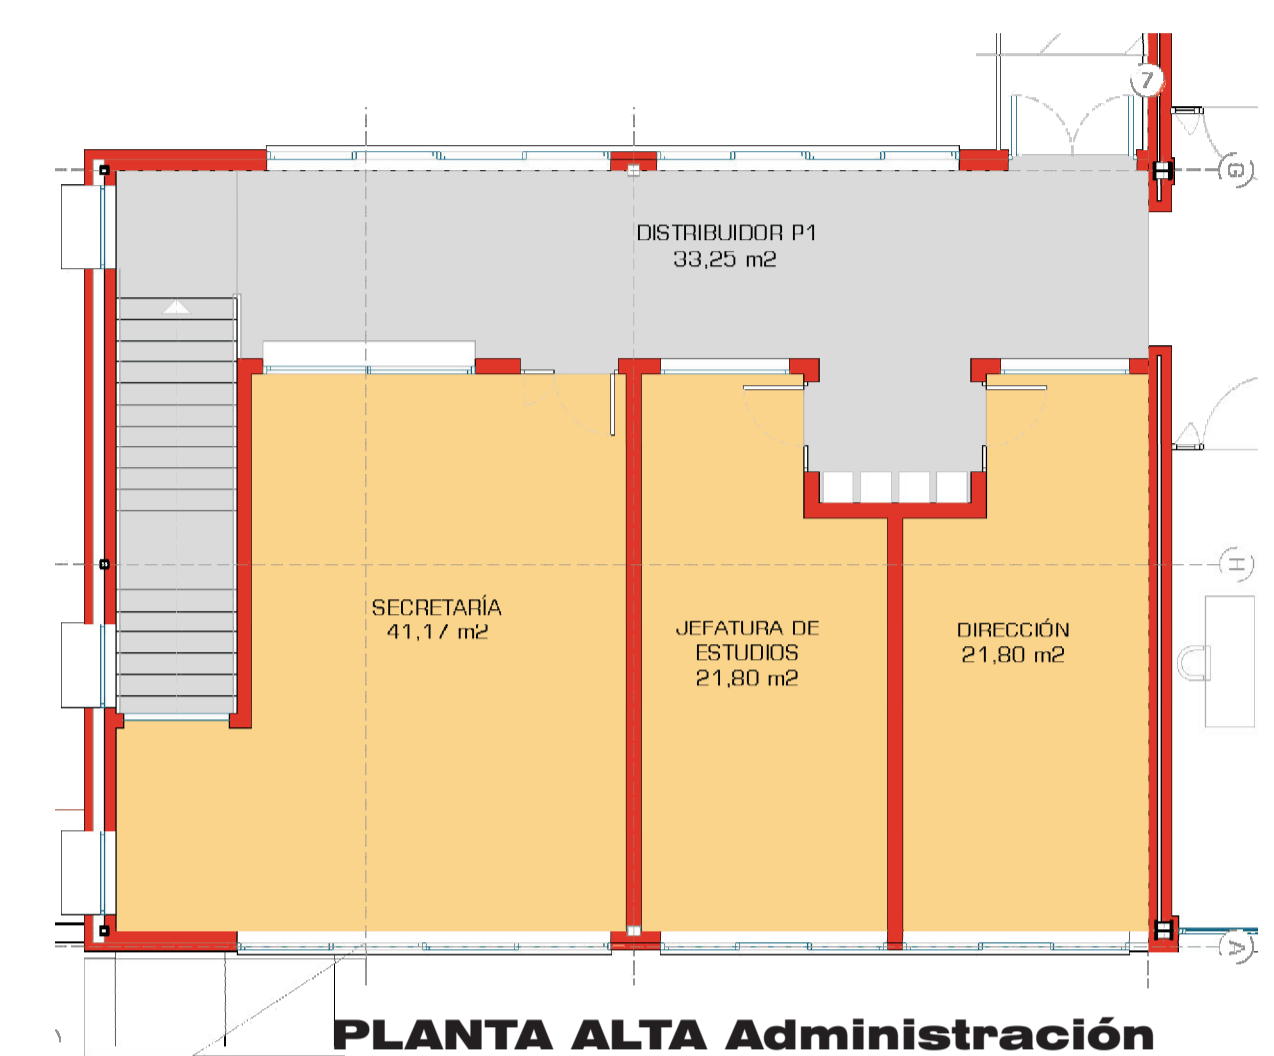 7
G
DISTRIBUIDOR P1
33,25 m2
H
SECRETARÍA
41,17 m2
JEFATURA DE
ESTUDIOS
21,80 m2
DIRECCIÓN
21,80 m2
PLANTA ALTA Administración